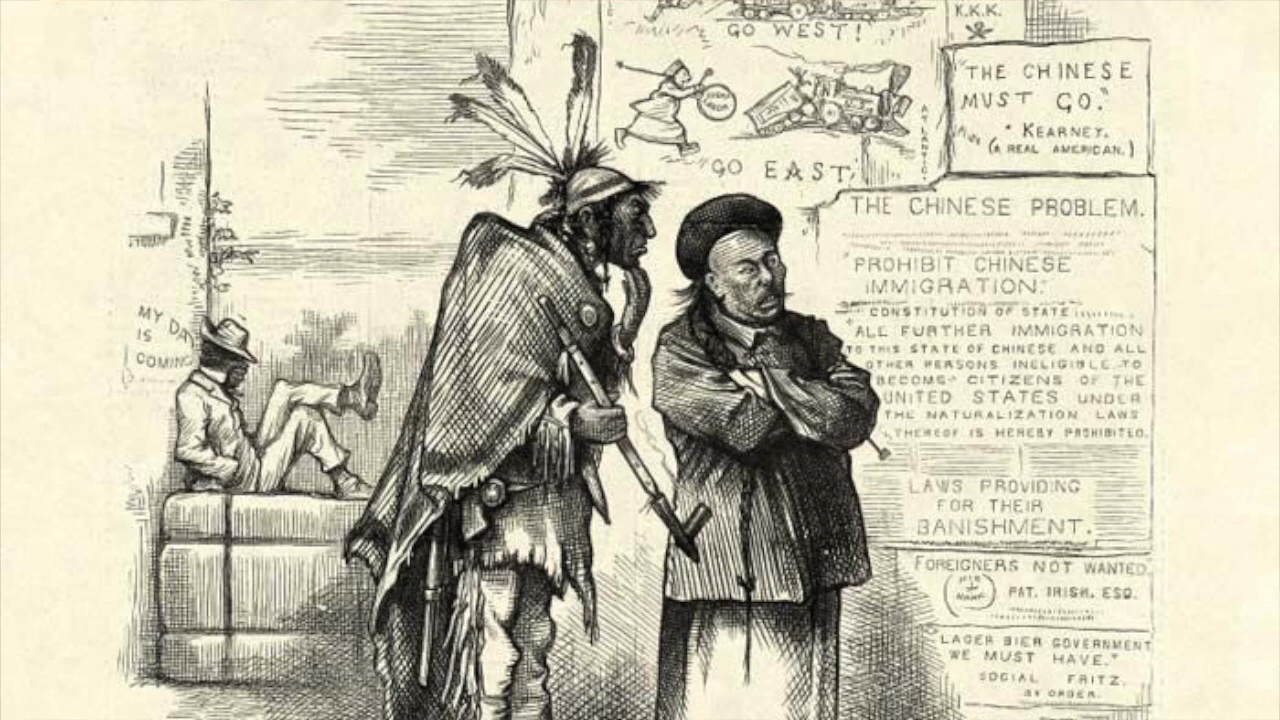 GO WEST!
K.K.K.
"THE CHINESE
MUST GO."
KEARNEY.
(A REAL AMERICAN.)
"GO EAST."
ATLANTIC.
THE CHINESE PROBLEM.
"PROHIBIT CHINESE
IMMIGRATION."
CONSTITUTION OF STATE
"ALL FURTHER IMMIGRATION
TO THIS STATE OF CHINESE AND ALL
OTHER PERSONS INELIGIBLE TO
BECOME CITIZENS OF THE
UNITED STATES UNDER
THE NATURALIZATION LAWS
THEREOF IS HEREBY PROHIBITED.
MY DAY
IS
COMING
LAWS PROVIDING
FOR THEIR
BANISHMENT.
FOREIGNERS NOT WANTED.
HIS
+
MARK
PAT. IRISH, ESQ.
LAGER BIER GOVERNMENT
WE MUST HAVE."
SOCIAL FRITZ.
BY ORDER.